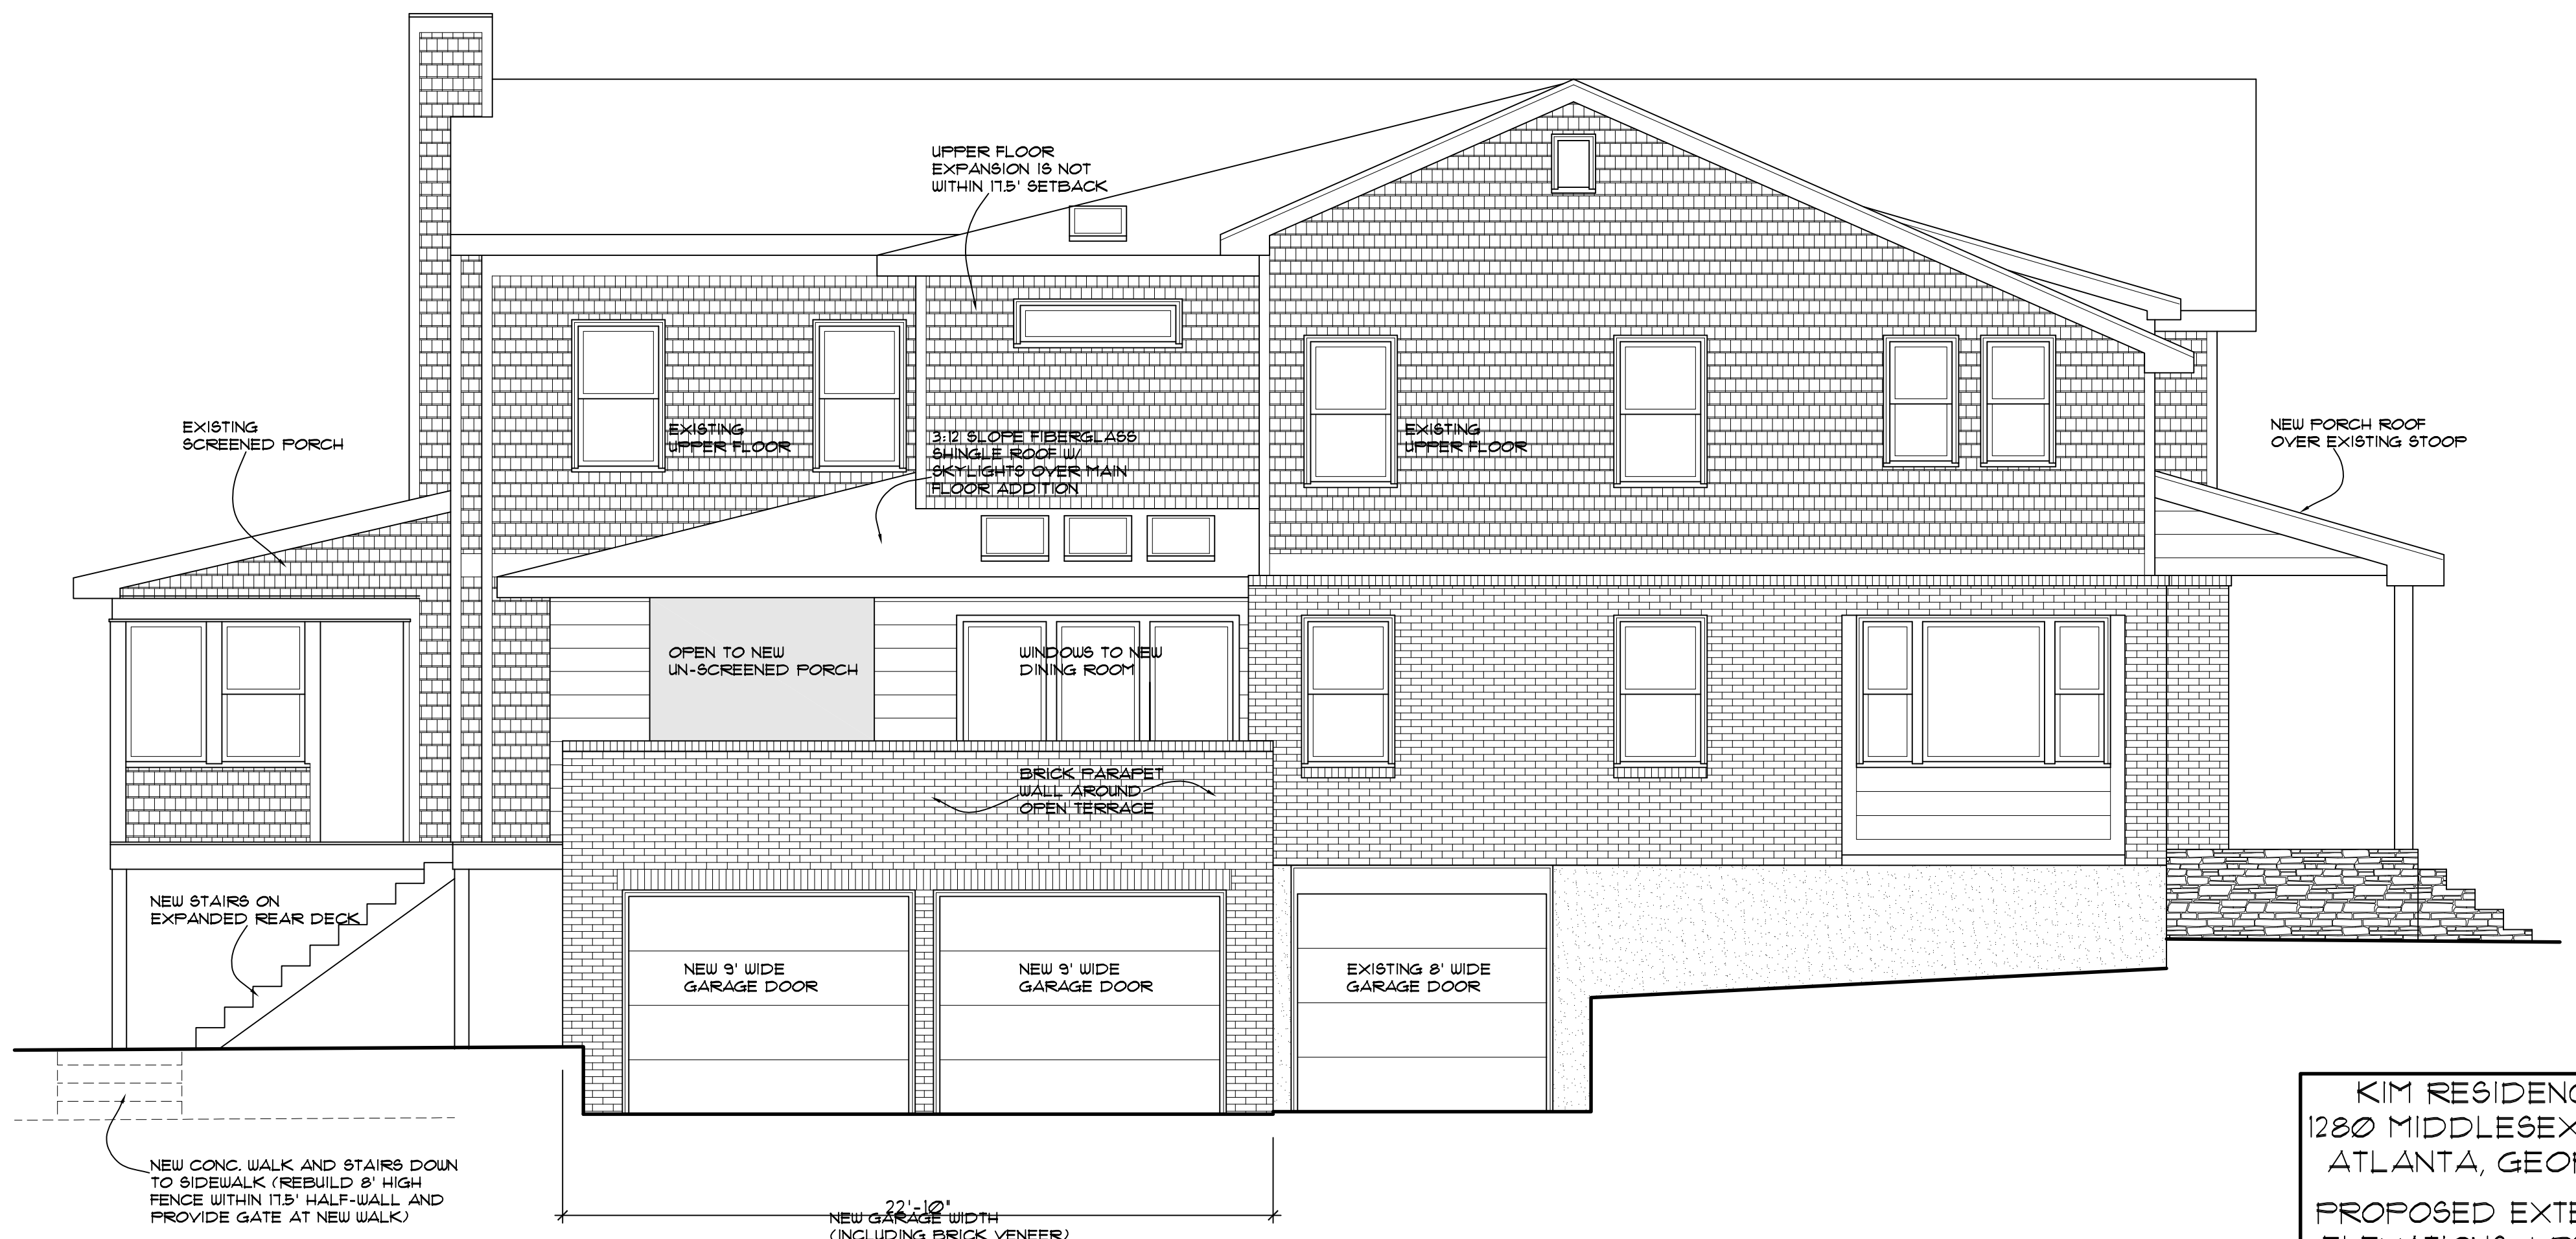 UPPER FLOOR
EXPANSION IS NOT
WITHIN 17.5' SETBACK
EXISTING
SCREENED PORCH
EXISTING
UPPER FLOOR
3:12 SLOPE FIBERGLASS
SHINGLE ROOF W/
SKYLIGHTS OVER MAIN
FLOOR ADDITION
EXISTING
UPPER FLOOR
NEW PORCH ROOF
OVER EXISTING STOOP
OPEN TO NEW
UN-SCREENED PORCH
WINDOWS TO NEW
DINING ROOM
BRICK PARAPET
WALL AROUND
OPEN TERRACE
NEW STAIRS ON
EXPANDED REAR DECK
NEW 9' WIDE
GARAGE DOOR
NEW 9' WIDE
GARAGE DOOR
EXISTING 8' WIDE
GARAGE DOOR
NEW CONC. WALK AND STAIRS DOWN
TO SIDEWALK (REBUILD 8' HIGH
FENCE WITHIN 17.5' HALF-WALL AND
PROVIDE GATE AT NEW WALK)
22'-10"
NEW GARAGE WIDTH
(INCLUDING BRICK VENEER)
KIM RESIDENC
1280 MIDDLESEX
ATLANTA, GEOR
PROPOSED EXTE